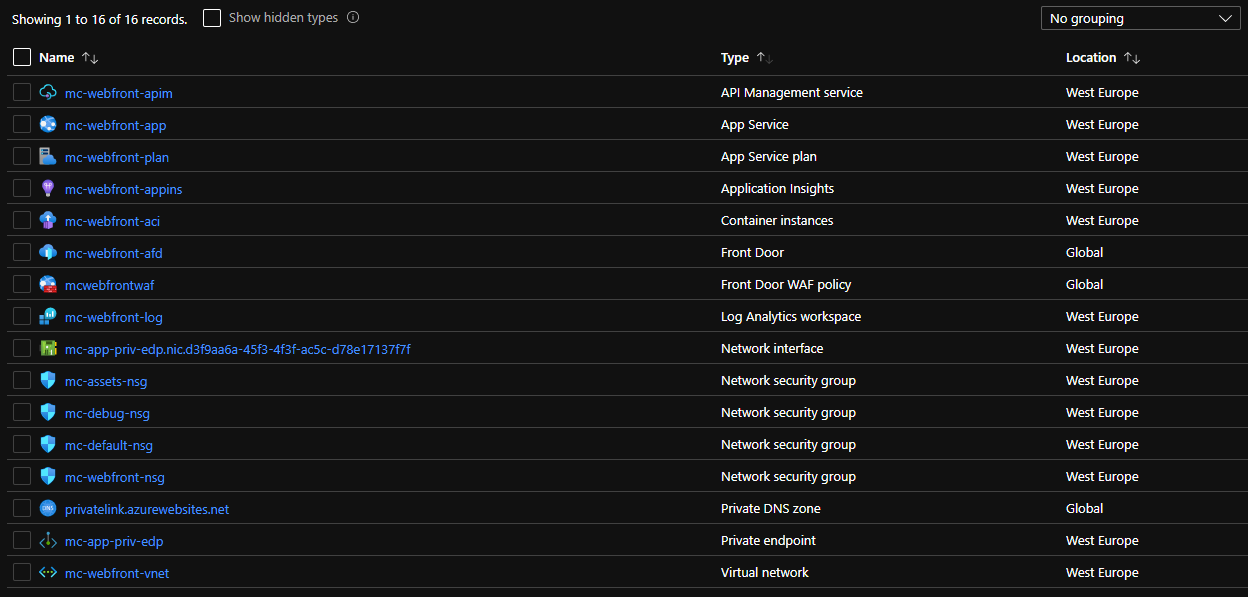 Showing 1 to 16 of 16 records. Show hidden types No grouping
Name Type Location
mc-webfront-apim API Management service West Europe
mc-webfront-app App Service West Europe
mc-webfront-plan App Service plan West Europe
mc-webfront-appins Application Insights West Europe
mc-webfront-aci Container instances West Europe
mc-webfront-afd Front Door Global
mcwebfrontwaf Front Door WAF policy Global
mc-webfront-log Log Analytics workspace West Europe
mc-app-priv-edp.nic.d3f9aa6a-45f3-4f3f-ac5c-d78e17137f7f Network interface West Europe
mc-assets-nsg Network security group West Europe
mc-debug-nsg Network security group West Europe
mc-default-nsg Network security group West Europe
mc-webfront-nsg Network security group West Europe
DNS privatelink.azurewebsites.net Private DNS zone Global
mc-app-priv-edp Private endpoint West Europe
mc-webfront-vnet Virtual network West Europe